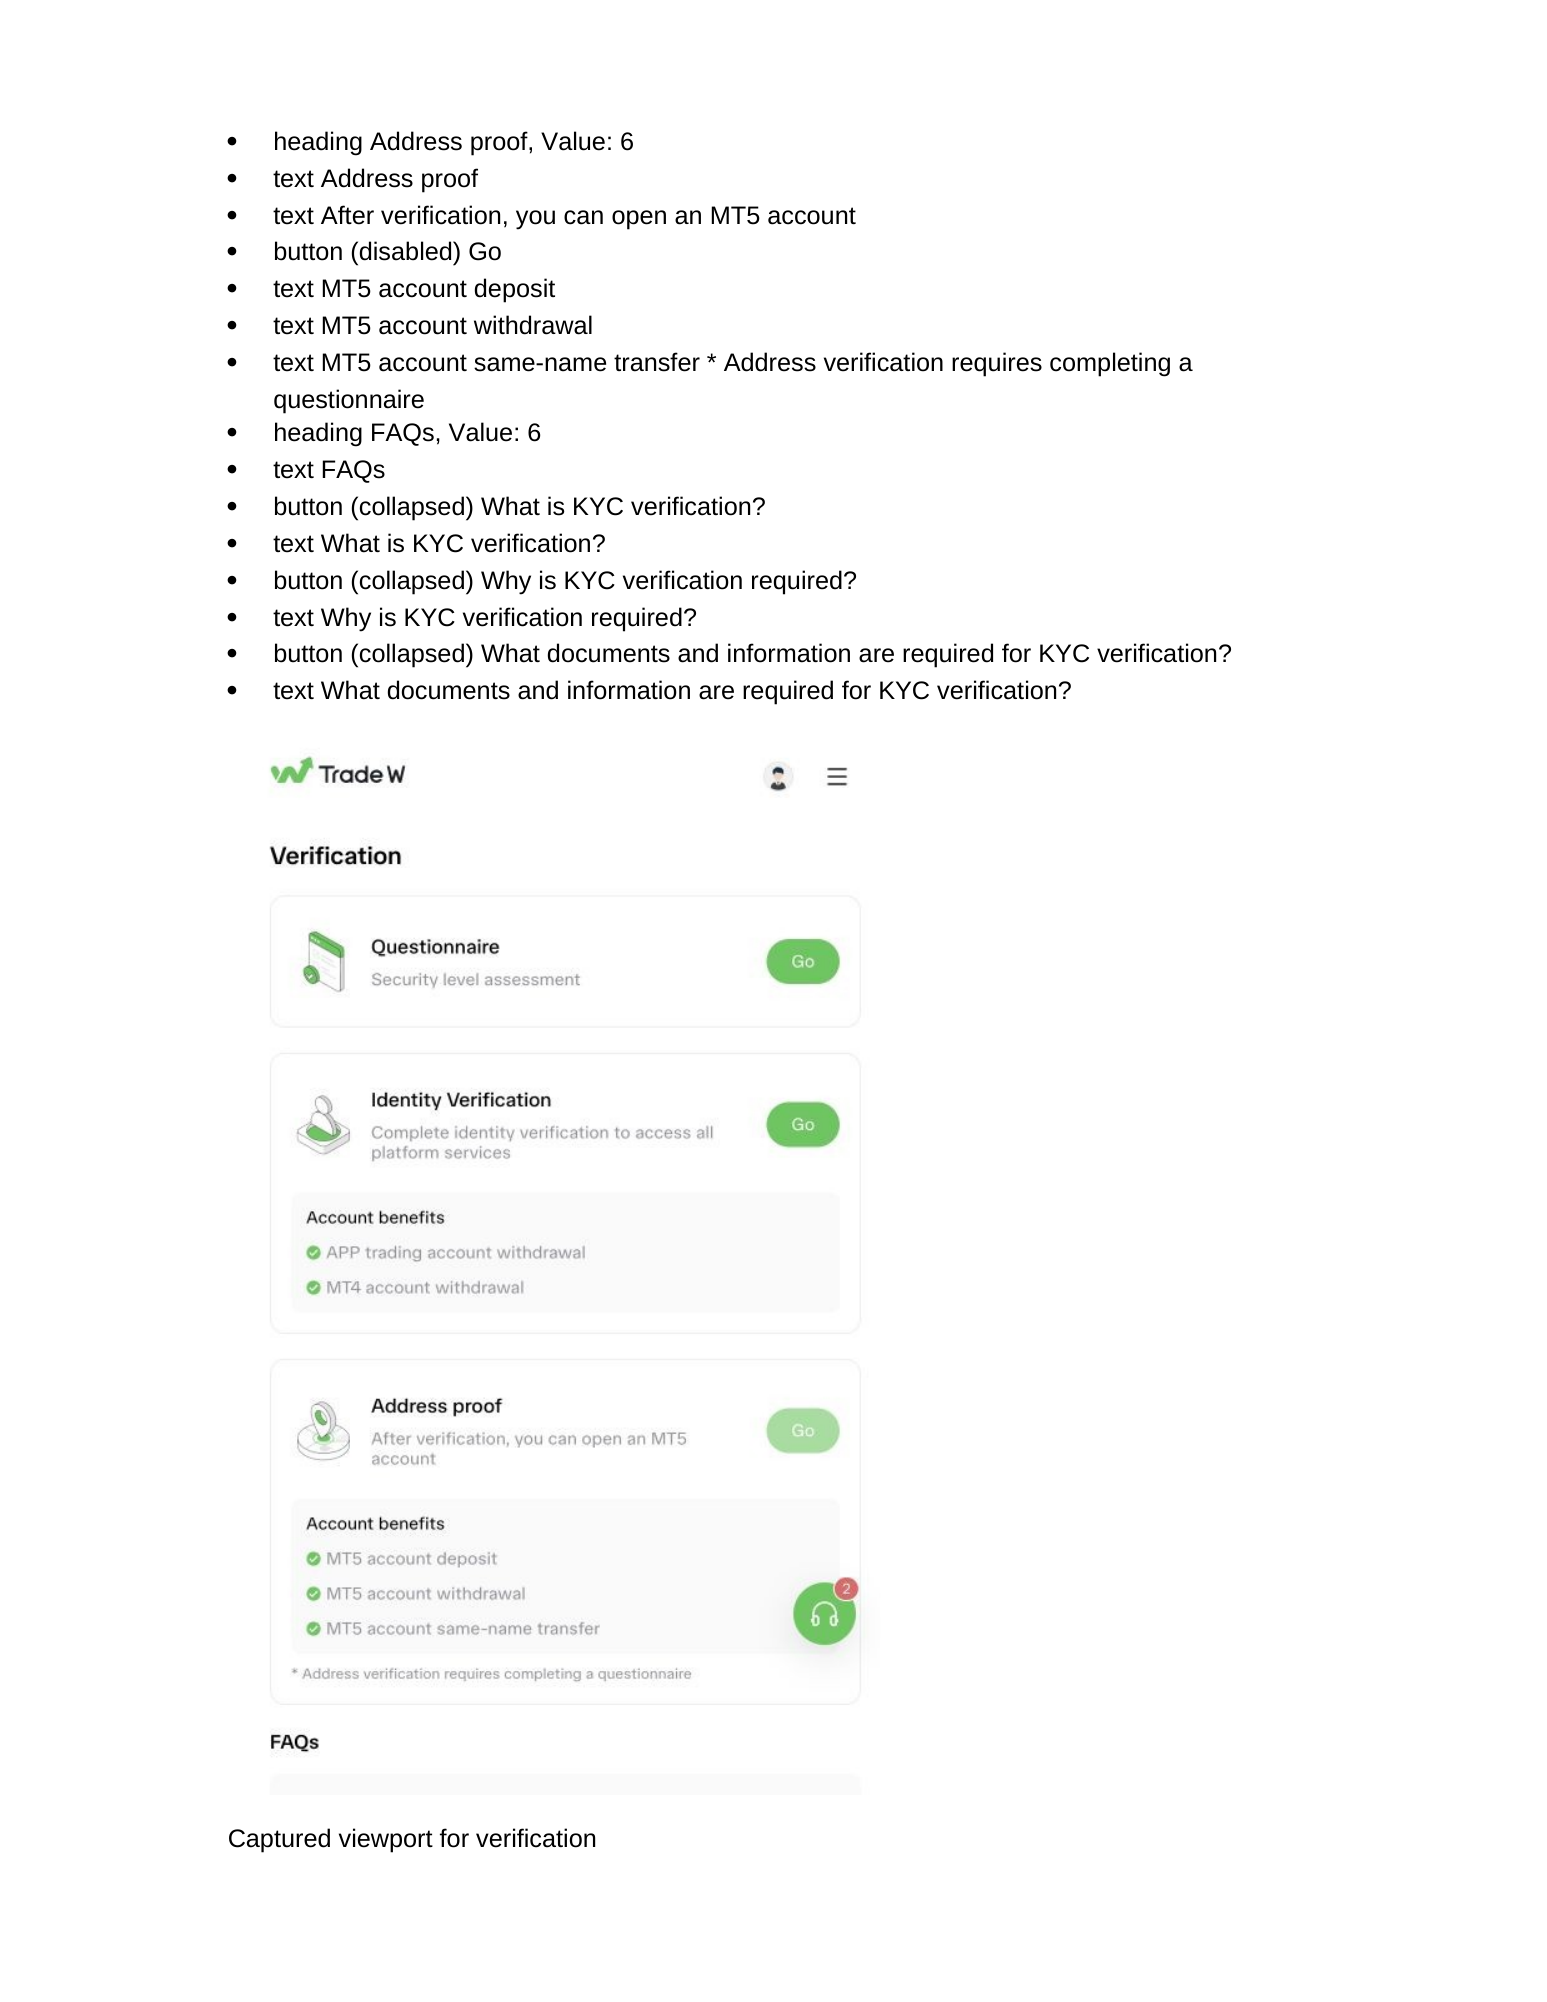 • heading Address proof, Value: 6
• text Address proof
• text After verification, you can open an MT5 account
• button (disabled) Go
• text MT5 account deposit
• text MT5 account withdrawal
• text MT5 account same-name transfer * Address verification requires completing a
questionnaire
• heading FAQs, Value: 6
• text FAQs
• button (collapsed) What is KYC verification?
• text What is KYC verification?
• button (collapsed) Why is KYC verification required?
• text Why is KYC verification required?
• button (collapsed) What documents and information are required for KYC verification?
• text What documents and information are required for KYC verification?
Trade W
Verification
Questionnaire
Security level assessment
Go
Identity Verification
Complete identity verification to access all
platform services
Go
Account benefits
APP trading account withdrawal
MT4 account withdrawal
Address proof
After verification, you can open an MT5
account
Go
Account benefits
MT5 account deposit
MT5 account withdrawal
2
MT5 account same-name transfer
* Address verification requires completing a questionnaire
FAQs
Captured viewport for verification